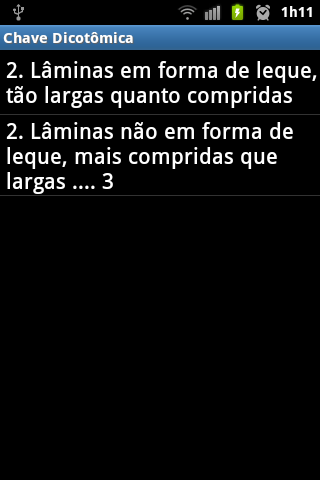 1h11
Chave Dicotômica
2. Lâminas em forma de leque,
tão largas quanto compridas
2. Lâminas não em forma de
leque, mais compridas que
largas .... 3